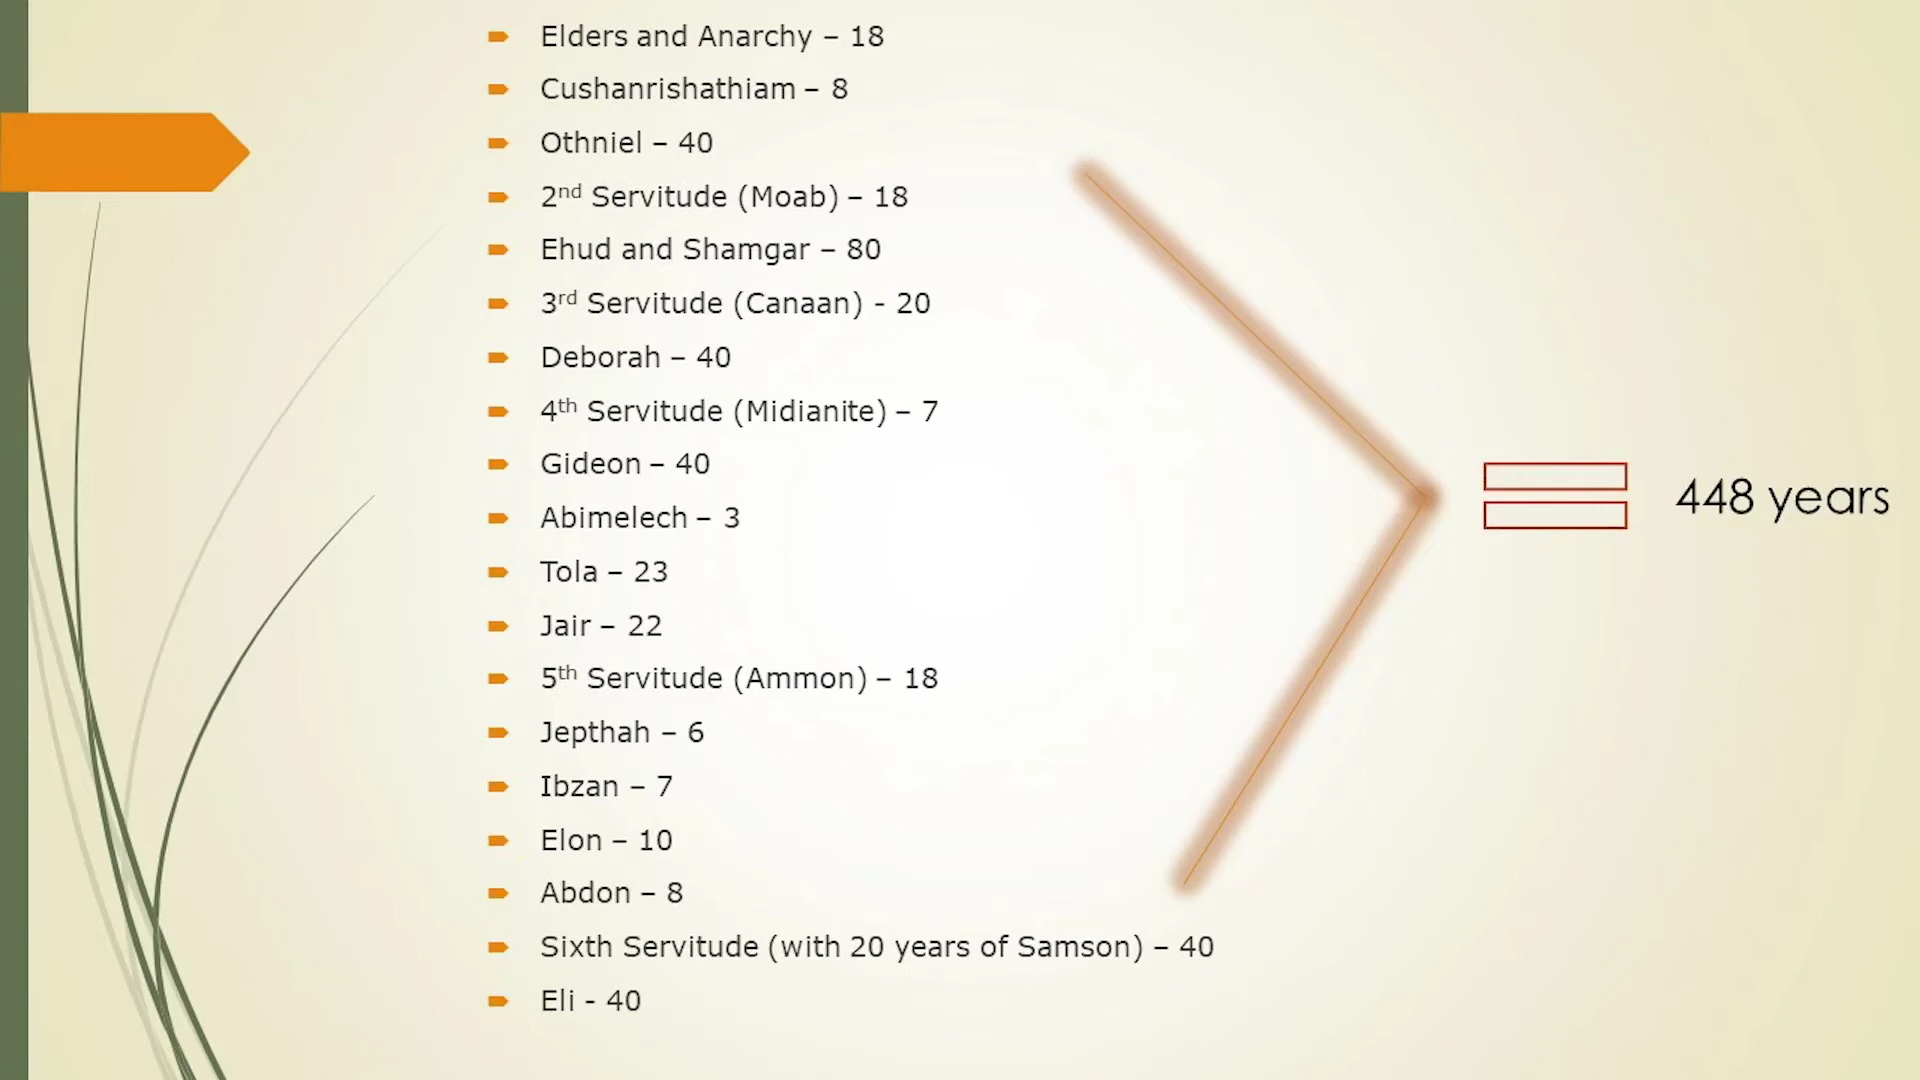 Elders and Anarchy – 18
Cushanrishathiam – 8
Othniel – 40
2nd Servitude (Moab) – 18
Ehud and Shamgar – 80
3rd Servitude (Canaan) - 20
Deborah – 40
4th Servitude (Midianite) – 7
Gideon – 40
Abimelech – 3
Tola – 23
Jair – 22
5th Servitude (Ammon) – 18
Jepthah – 6
Ibzan – 7
Elon – 10
Abdon – 8
Sixth Servitude (with 20 years of Samson) – 40
Eli - 40
448 years